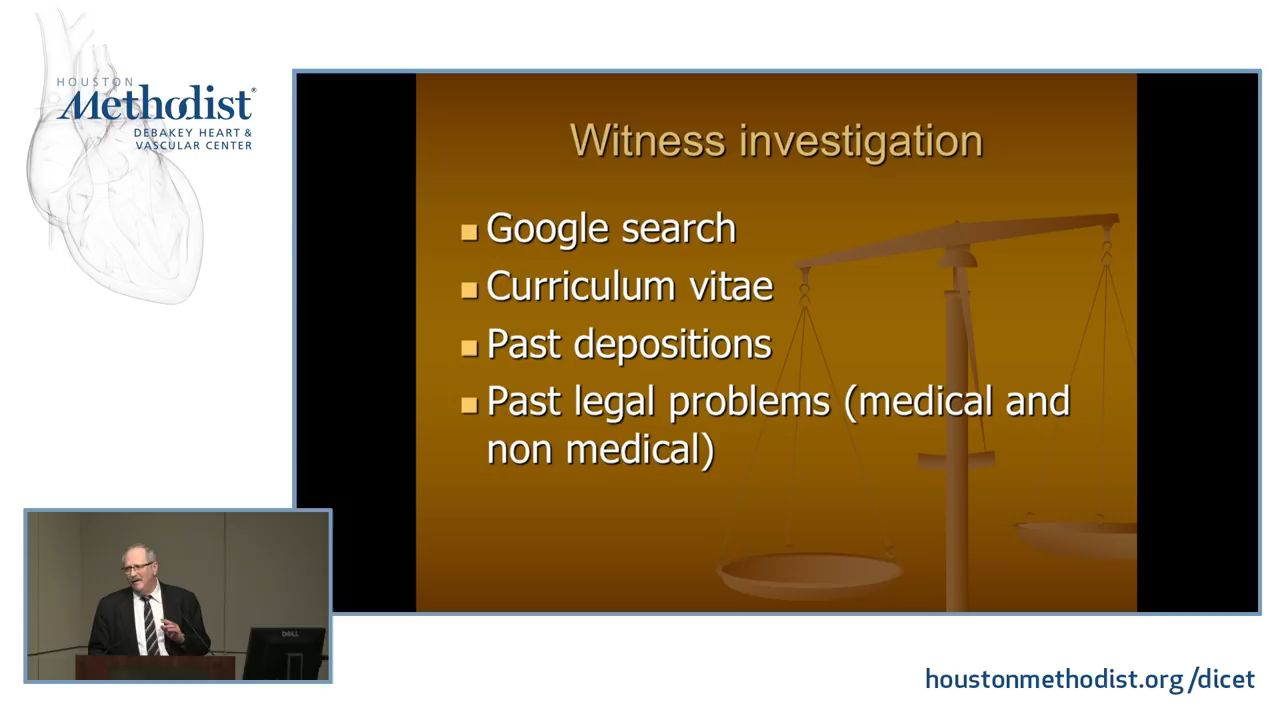 HOUSTON
Methodist®
DEBAKEY HEART &
VASCULAR CENTER
Witness investigation
Google search
Curriculum vitae
Past depositions
Past legal problems (medical and
non medical)
DELL
houstonmethodist.org/dicet